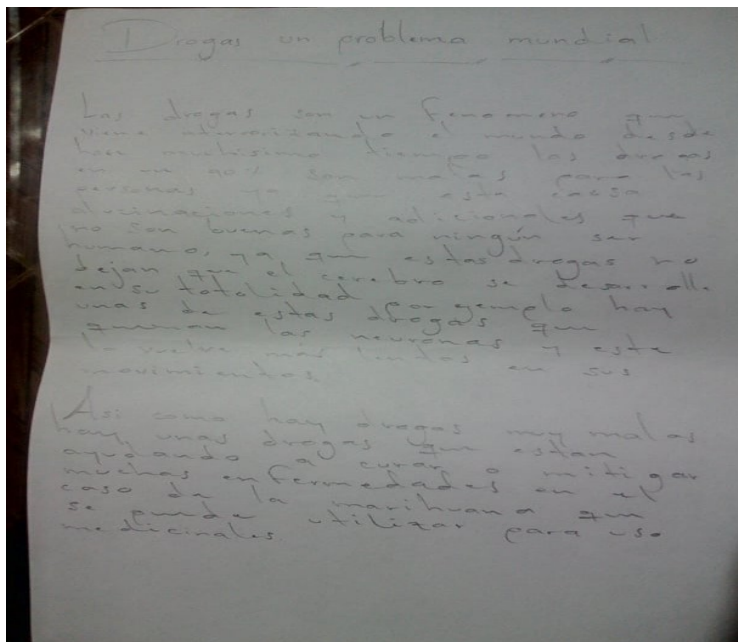 Drogas un problema mundial
Las drogas son un fenomeno que
viene aterrorizando el mundo desde
hace muchisimo tiempo las drogas
en un 90% son malas para las
personas ya que esta causa
alucinaciones y adicionales que
no son buenas para ningún ser
humano, ya que estas drogas no
dejan que el cerebro se desarrolle
en su totolidad por ejemplo hay
unas de estas drogas que
queman las neuronas y este
lo vuelve mas lentos en sus
movimientos.
Asi como hay drogas muy malas
hay unas drogas que estan
ayudando a curar o mitigar
muchas enfermedades en el
caso de la marihuana que
se puede utilizar para uso
medicinales